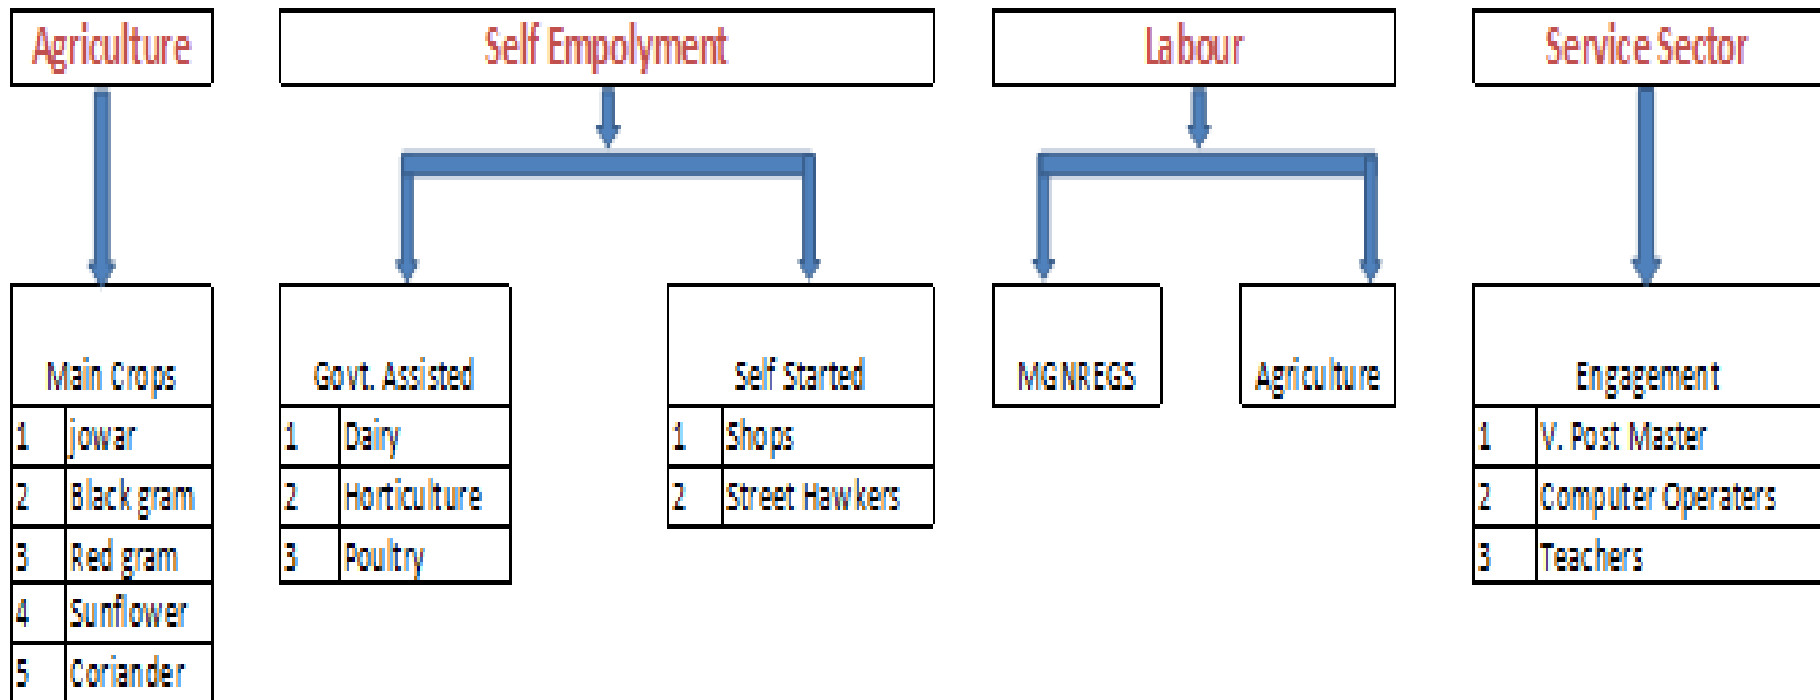 Agriculture
Self Empolyment
Labour
Service Sector
Main Crops
1 jowar
2 Black gram
3 Red gram
4 Sunflower
5 Coriander
Govt. Assisted
1 Dairy
2 Horticulture
3 Poultry
Self Started
1 Shops
2 Street Hawkers
MGNREGS
Agriculture
Engagement
1 V. Post Master
2 Computer Operaters
3 Teachers